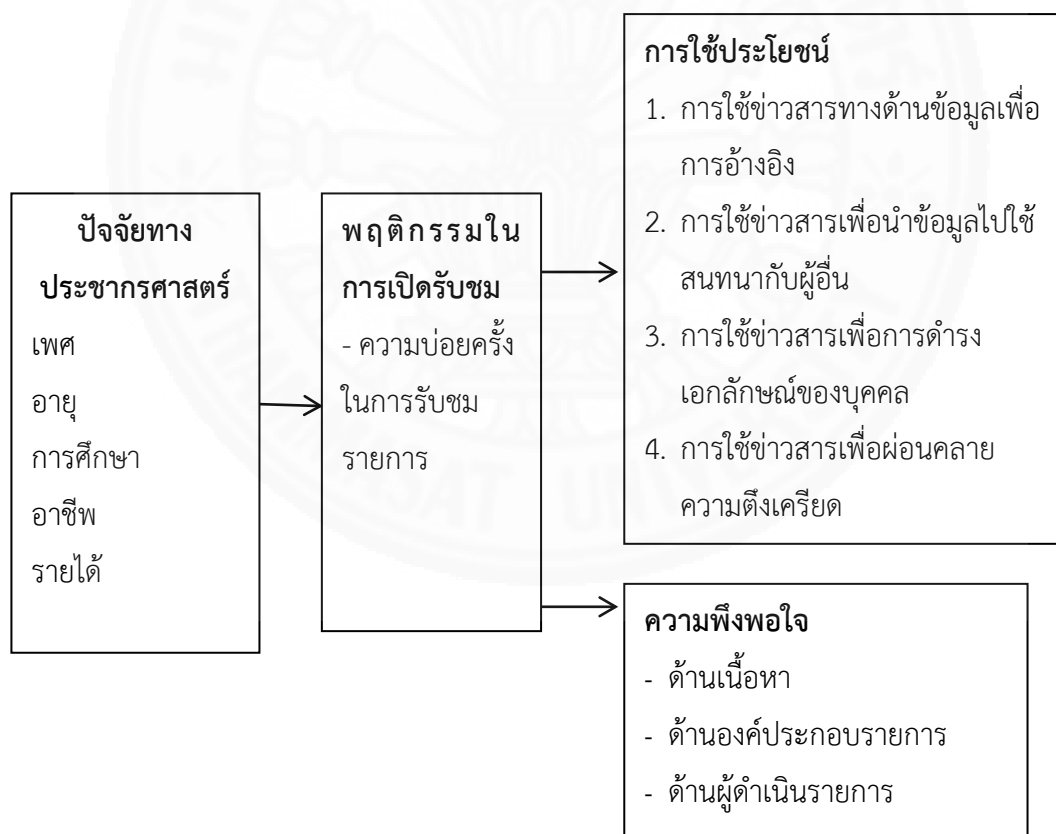 ปัจจัยทาง
ประชากรศาสตร์
เพศ
อายุ
การศึกษา
อาชีพ
รายได้
พฤติกรรมใน
การเปิดรับชม
- ความบ่อยครั้ง
ในการรับชม
รายการ
การใช้ประโยชน์
1. การใช้ข่าวสารทางด้านข้อมูลเพื่อ
การอ้างอิง
2. การใช้ข่าวสารเพื่อนำข้อมูลไปใช้
สนทนากับผู้อื่น
3. การใช้ข่าวสารเพื่อการดำรง
เอกลักษณ์ของบุคคล
4. การใช้ข่าวสารเพื่อผ่อนคลาย
ความตึงเครียด
ความพึงพอใจ
- ด้านเนื้อหา
- ด้านองค์ประกอบรายการ
- ด้านผู้ดำเนินรายการ